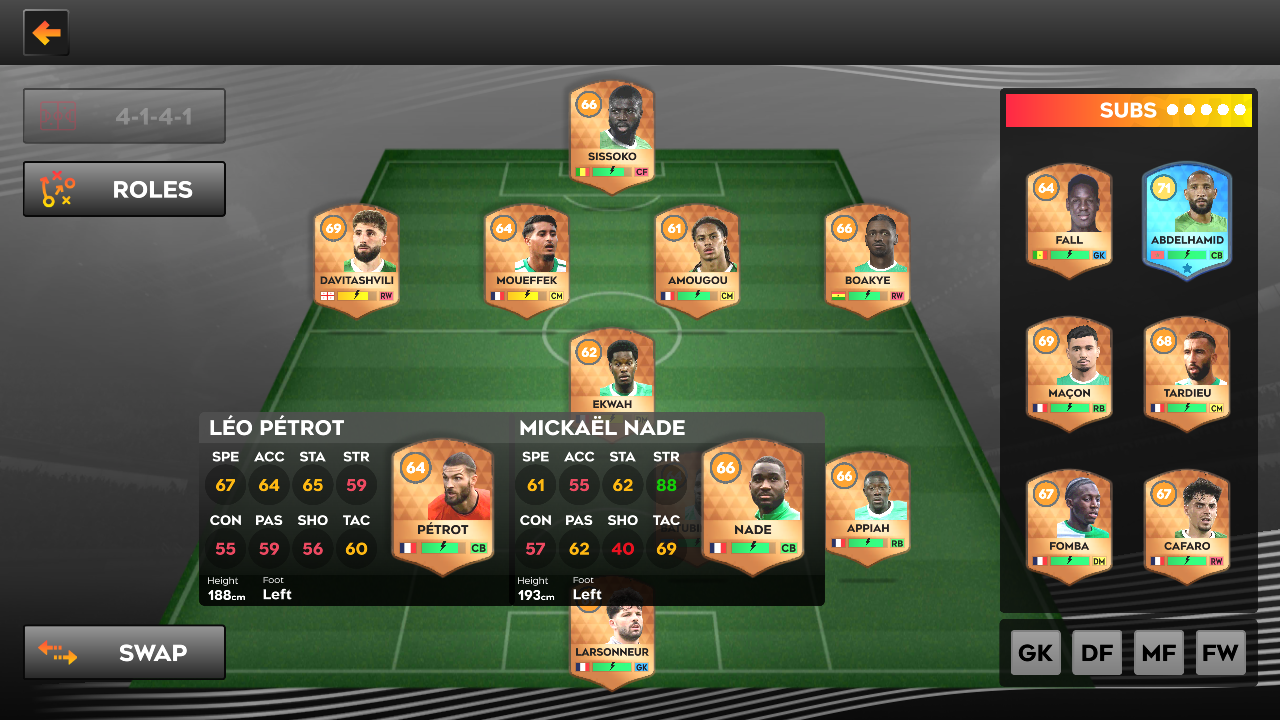 4-1-4-1
ROLES
SUBS
66
SISSOKO
CF
69
DAVITASHVILI
RW
64
MOUEFFEK
CM
61
AMOUGOU
CM
66
BOAKYE
RW
62
EKWAH
LÉO PÉTROT
SPE ACC STA STR
67 64 65 59
CON PAS SHO TAC
55 59 56 60
Height Foot
188cm Left
64
PÉTROT
CB
MICKAËL NADE
SPE ACC STA STR
61 55 62 88
CON PAS SHO TAC
57 62 40 69
Height Foot
193cm Left
66
NADE
CB
66
APPIAH
RB
LARSONNEUR
GK
64
FALL
GK
71
ABDELHAMID
CB
69
MAÇON
RB
68
TARDIEU
CM
67
FOMBA
DM
67
CAFARO
RW
SWAP
GK DF MF FW